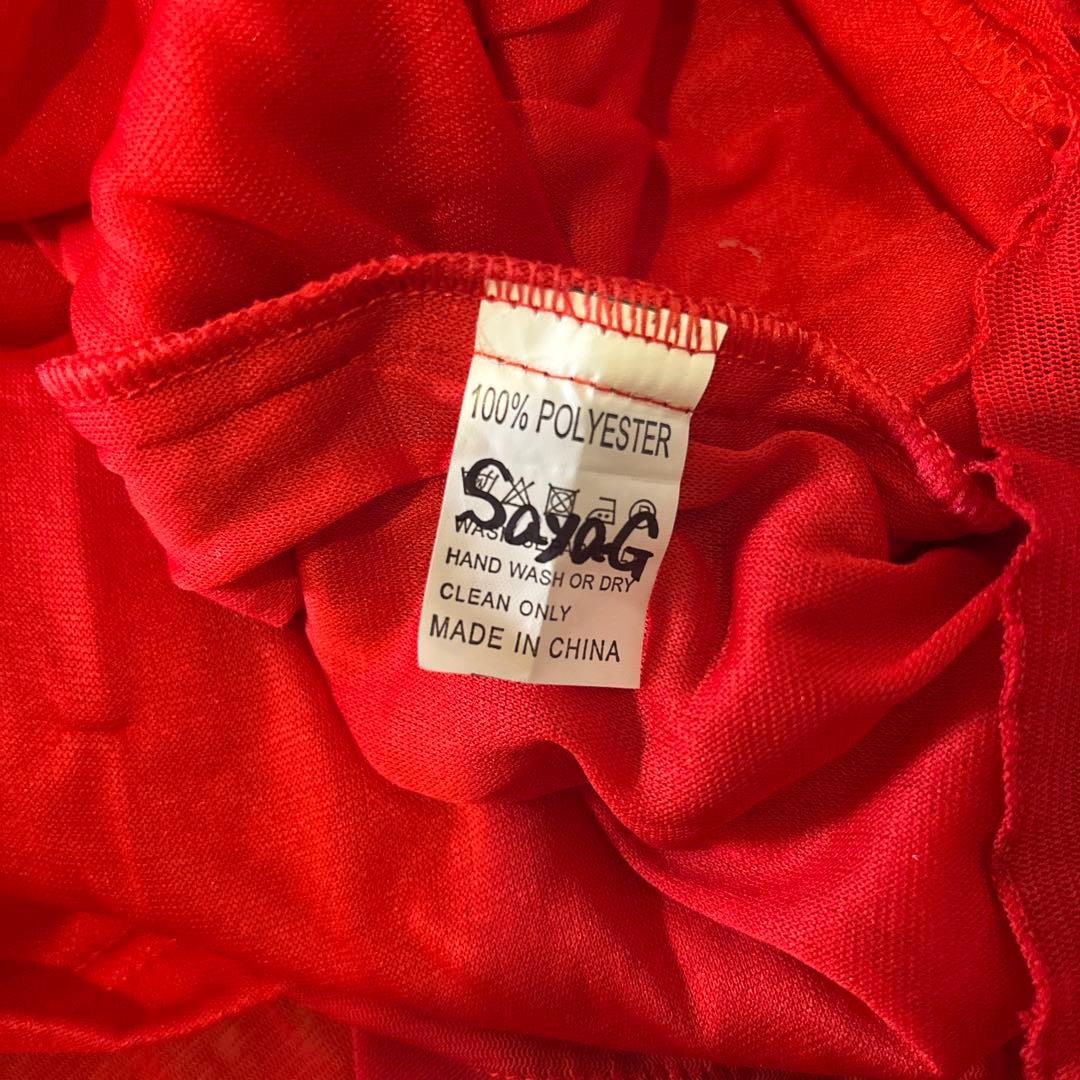 100% POLYESTER
SayaG
HAND WASH OR DRY
CLEAN ONLY
MADE IN CHINA